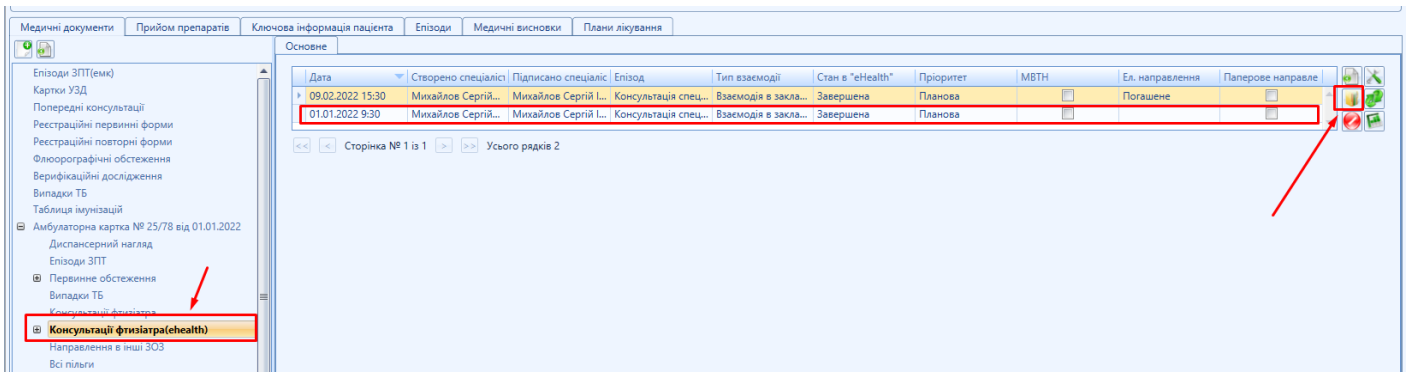 Медичні документи Прийом препаратів Ключова інформація пацієнта Епізоди Медичні висновки Плани лікування
Основне
Епізоди ЗПТ(емк)
Картки УЗД
Попередні консультації
Реєстраційні первинні форми
Реєстраційні повторні форми
Флюорографічні обстеження
Верифікаційні дослідження
Випадки ТБ
Таблиця імунізацій
Амбулаторна картка № 25/78 від 01.01.2022
Диспансерний нагляд
Епізоди ЗПТ
Первинне обстеження
Випадки ТБ
Консультації фтизіатра
Консультації фтизіатра(ehealth)
Направлення в інші ЗОЗ
Всі пільги
Дата Створено спеціаліст Підписано спеціаліс Епізод Тип взаємодії Стан в "eHealth" Пріоритет МВТН Ел. направлення Паперове направле
09.02.2022 15:30 Михайлов Сергій... Михайлов Сергій І... Консультація спец... Взаємодія в закла... Завершена Планова Погашене
01.01.2022 9:30 Михайлов Сергій... Михайлов Сергій І... Консультація спец... Взаємодія в закла... Завершена Планова
<< < Сторінка № 1 із 1 > >> Усього рядків 2